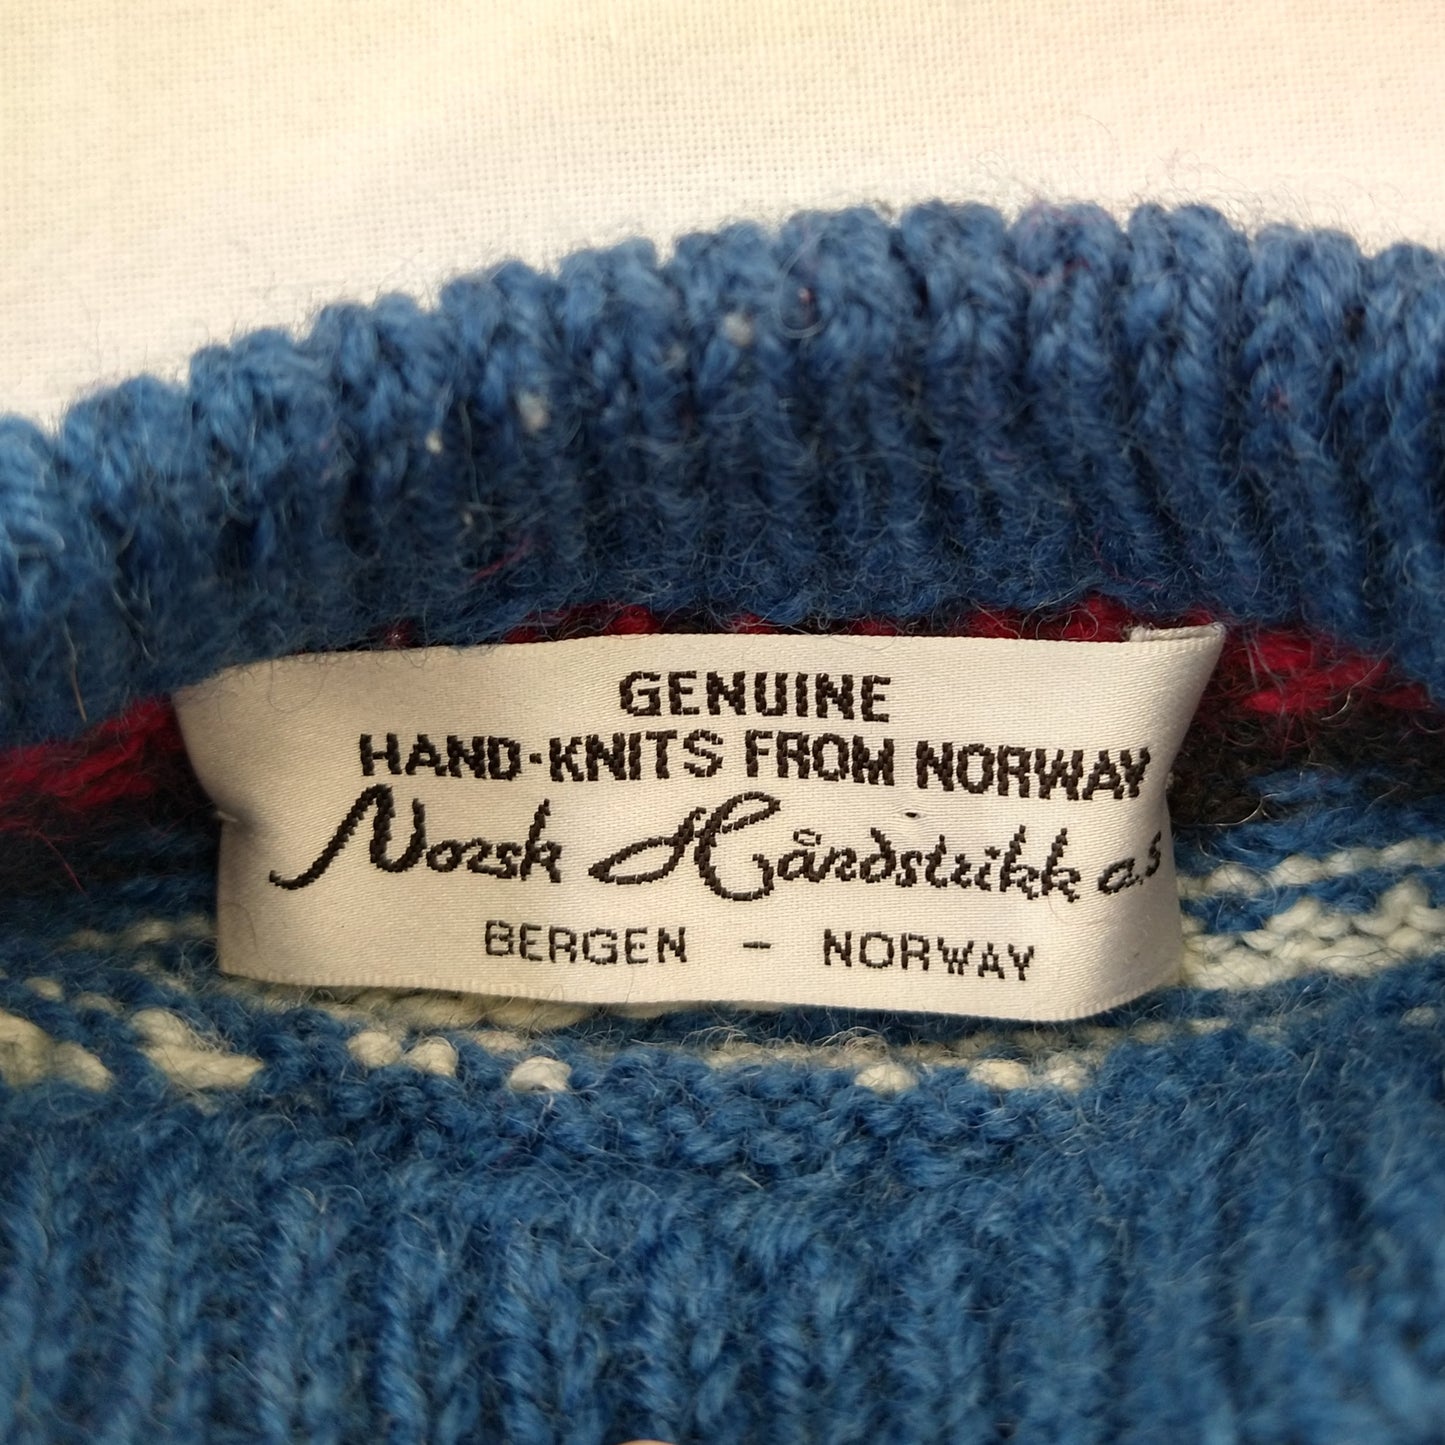 GENUINE
HAND-KNITS FROM NORWAY
Norsk Håndstrikk a.s
BERGEN - NORWAY